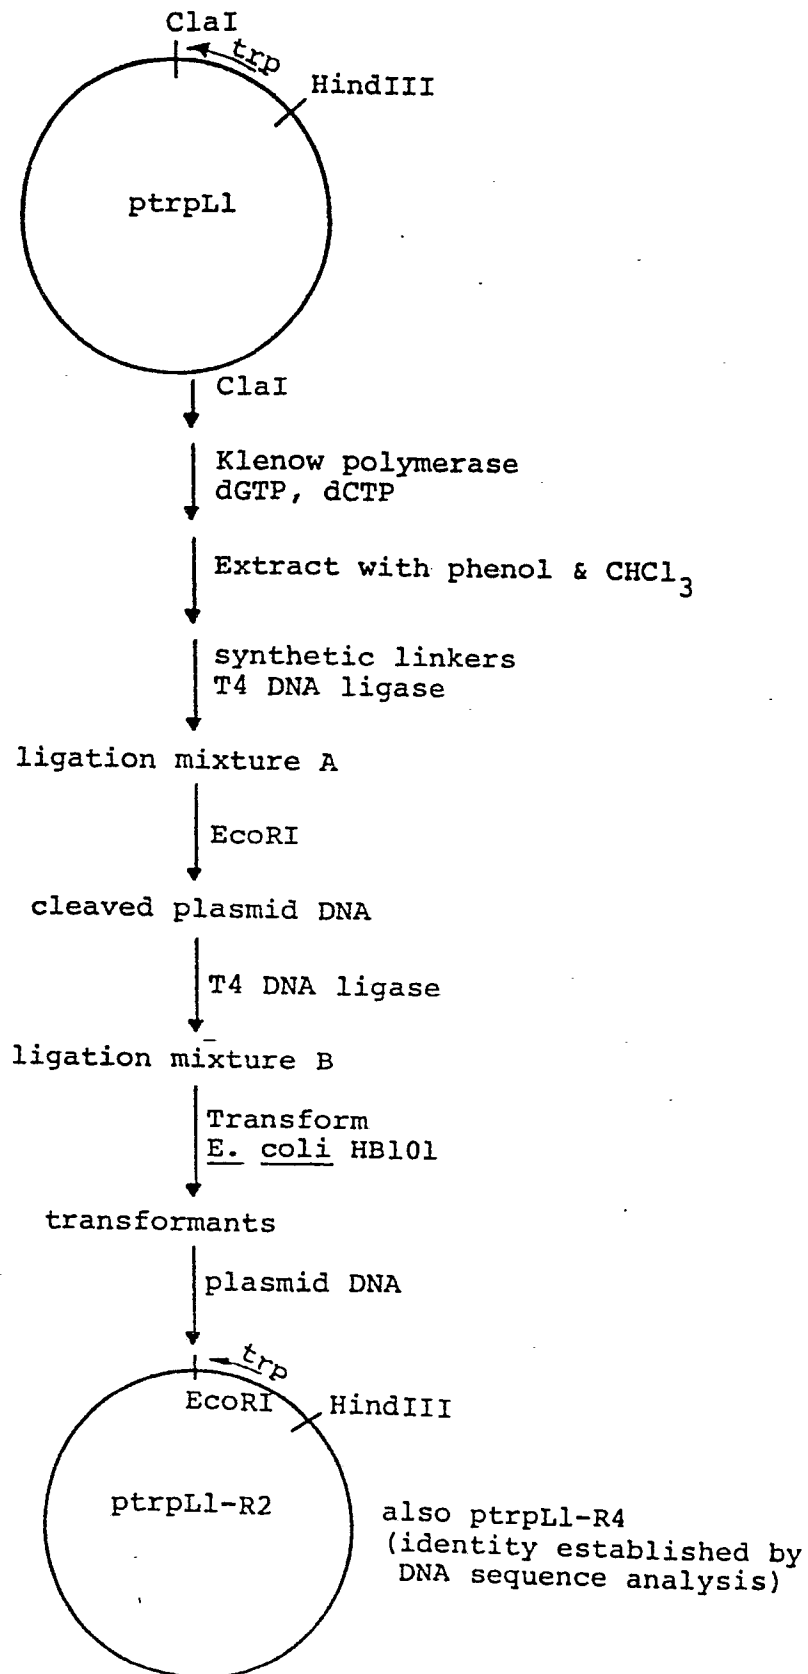 ClaI
trp
HindIII
ptrpL1
ClaI
Klenow polymerase
dGTP, dCTP
Extract with phenol & CHCl3
synthetic linkers
T4 DNA ligase
ligation mixture A
EcoRI
cleaved plasmid DNA
T4 DNA ligase
ligation mixture B
Transform
E. coli HB101
transformants
plasmid DNA
trp
EcoRI
HindIII
ptrpL1-R2
also ptrpL1-R4
(identity established by
DNA sequence analysis)